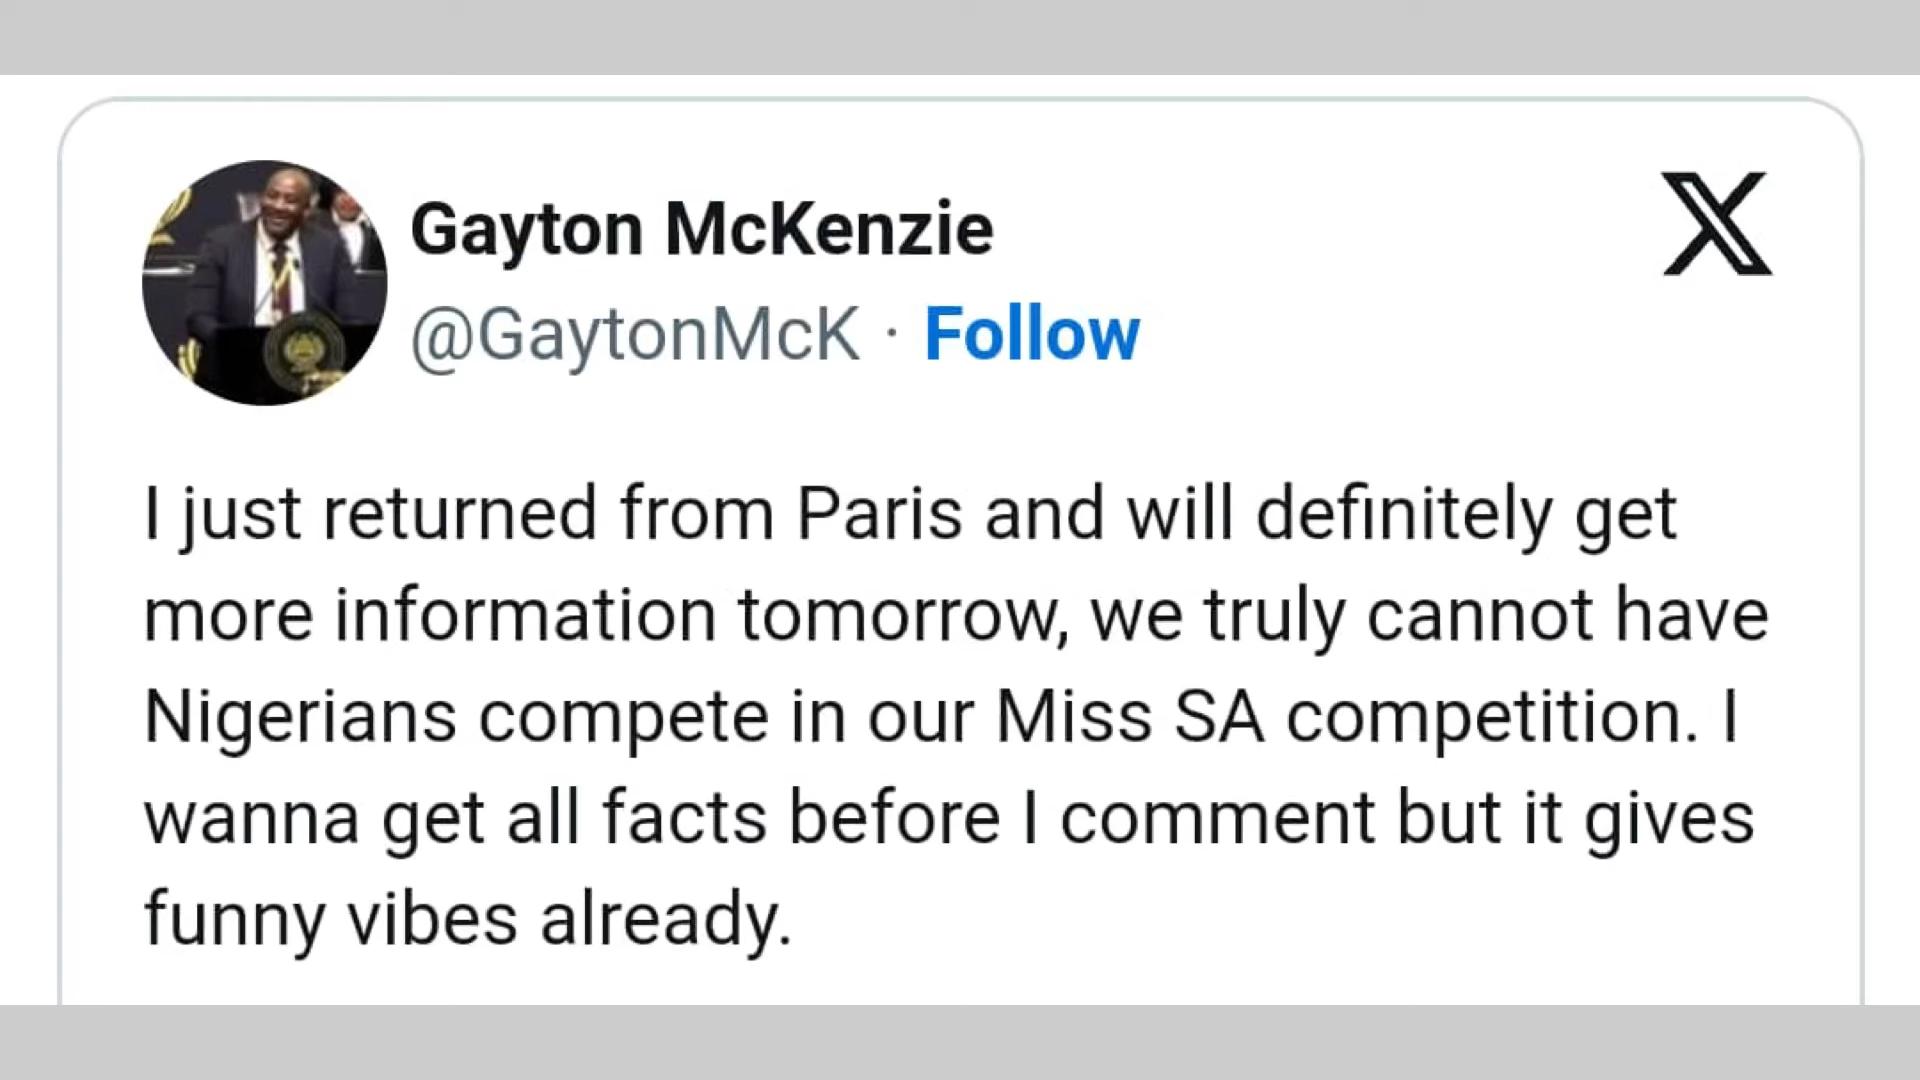 Gayton McKenzie
@GaytonMcK · Follow
I just returned from Paris and will definitely get
more information tomorrow, we truly cannot have
Nigerians compete in our Miss SA competition. I
wanna get all facts before I comment but it gives
funny vibes already.